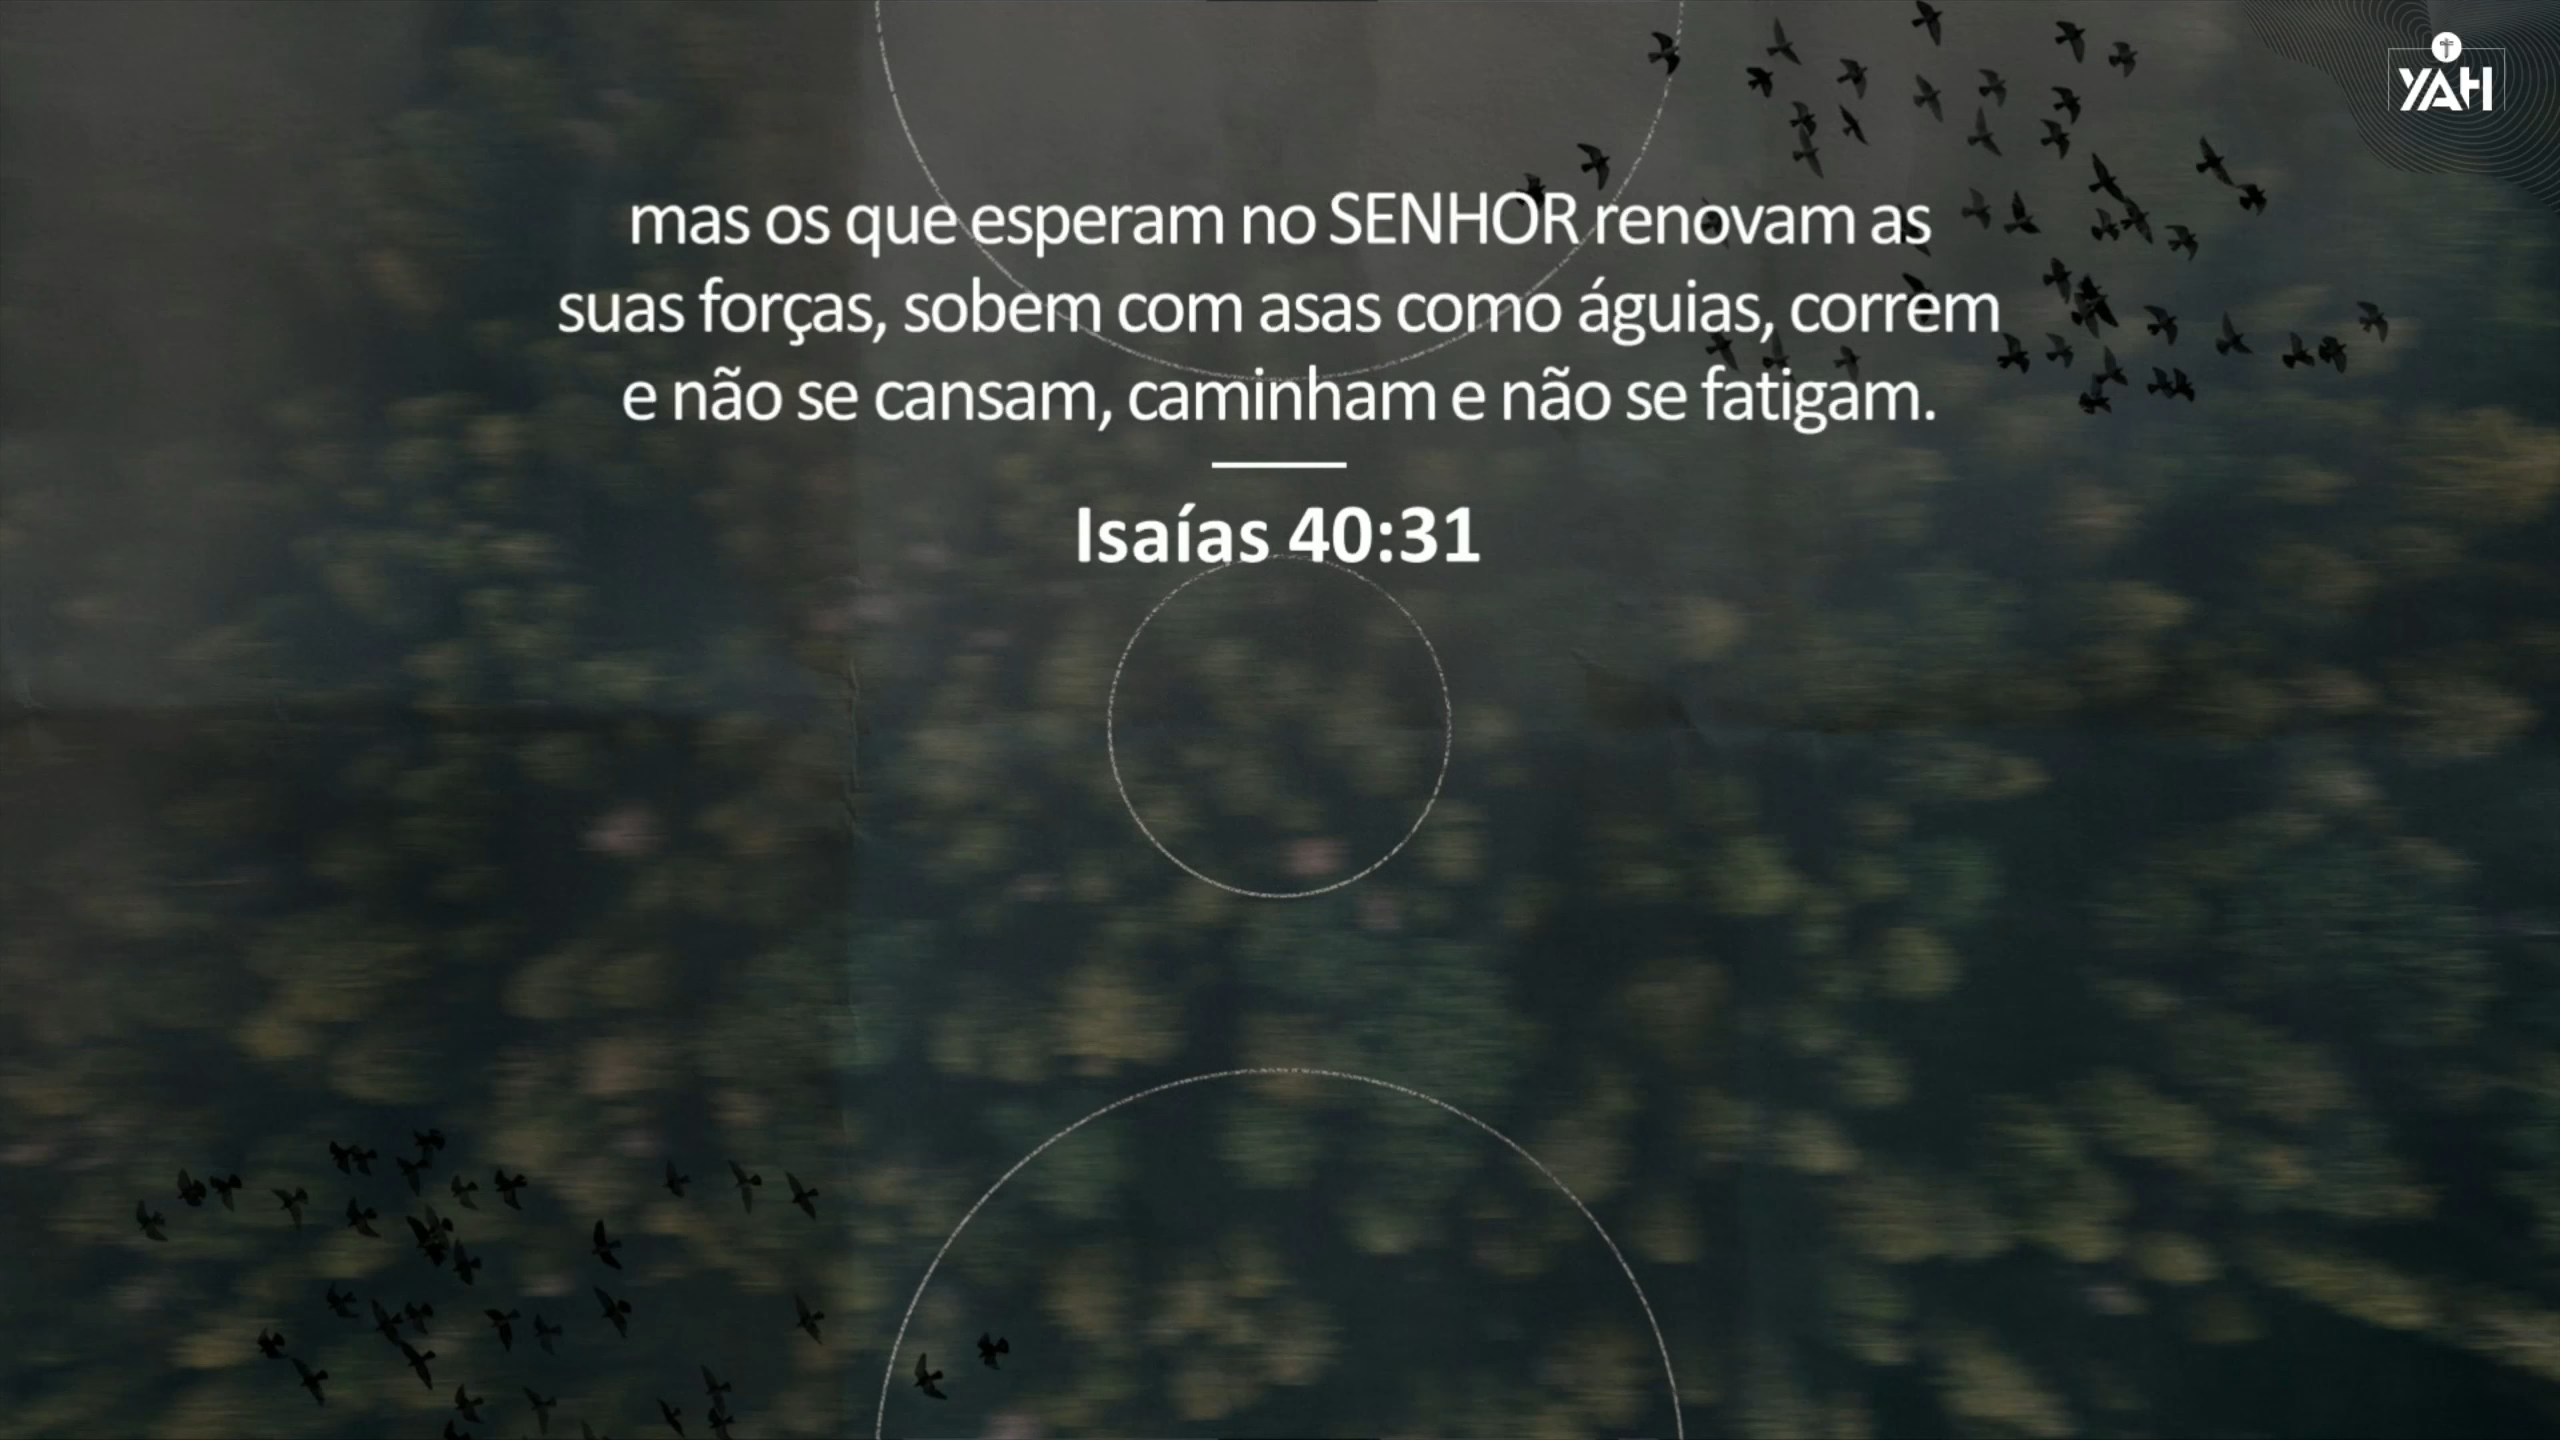 YAH
mas os que esperam no SENHOR renovam as
suas forças, sobem com asas como águias, correm
e não se cansam, caminham e não se fatigam.
Isaías 40:31